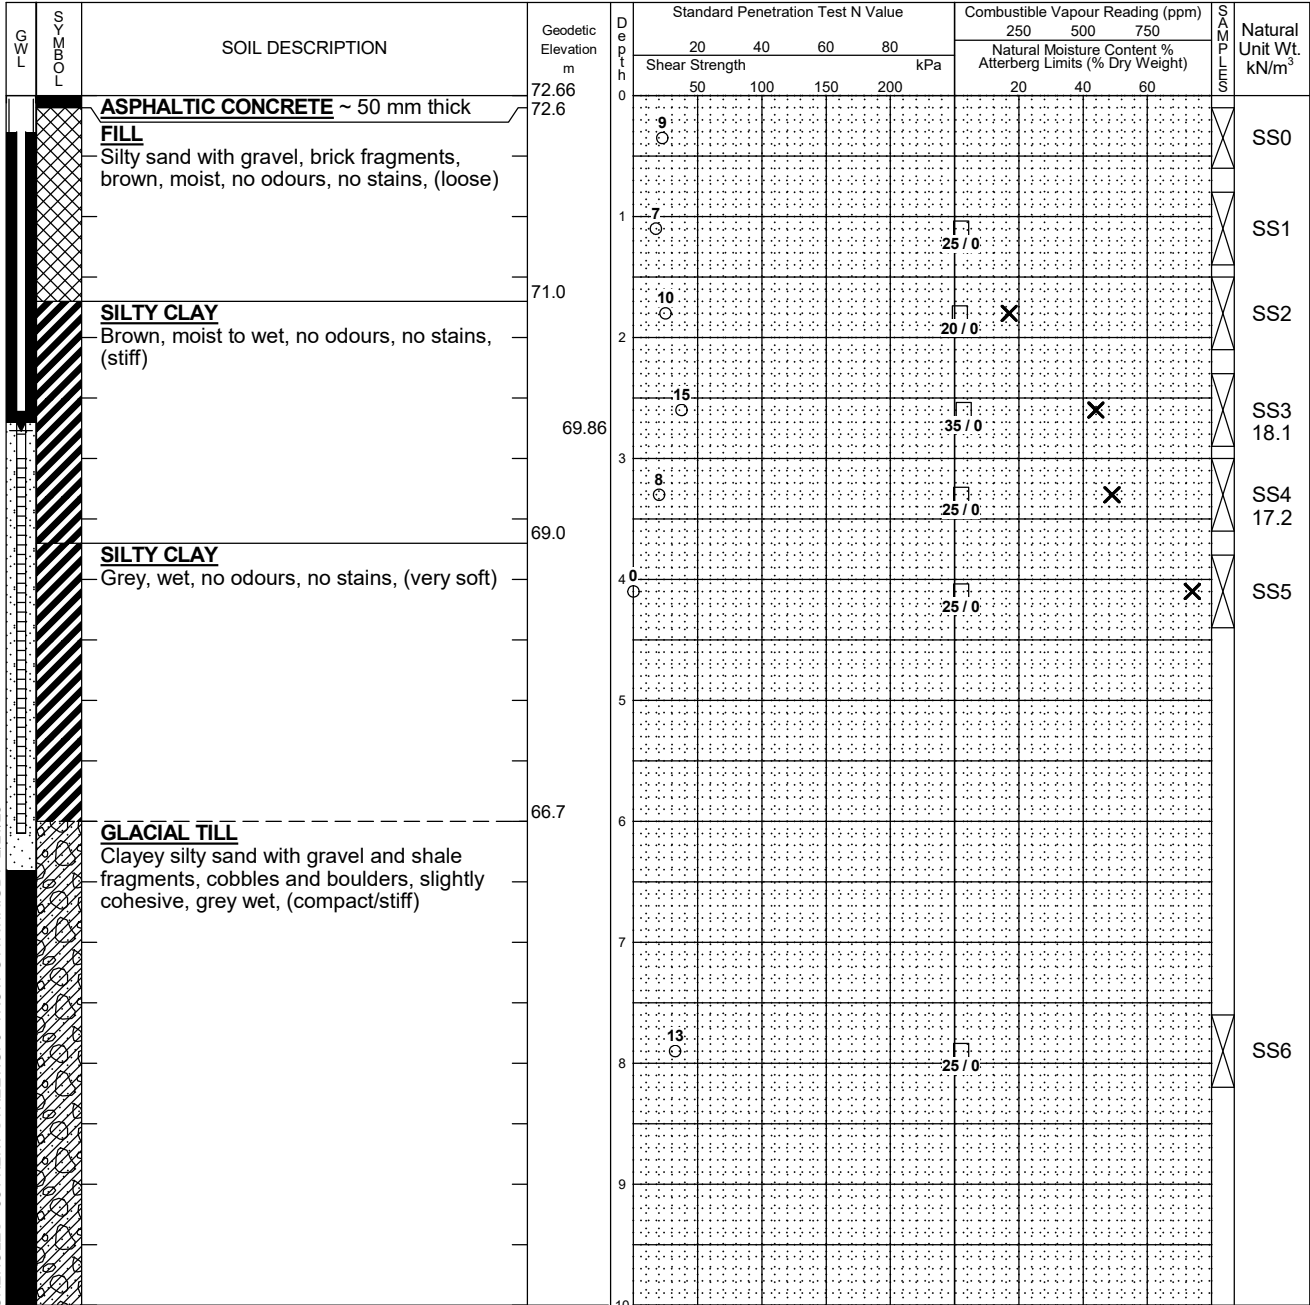 GWL
SYMBOL
SOIL DESCRIPTION
Geodetic
Elevation
m
Depth
Standard Penetration Test N Value
20 40 60 80
Shear Strength kPa
50 100 150 200
Combustible Vapour Reading (ppm)
250 500 750
Natural Moisture Content %
Atterberg Limits (% Dry Weight)
20 40 60
SAMPLES
Natural
Unit Wt.
kN/m³
72.66
0
ASPHALTIC CONCRETE ~ 50 mm thick
72.6
FILL
Silty sand with gravel, brick fragments,
brown, moist, no odours, no stains, (loose)
9
SS0
1
7
25 / 0
SS1
71.0
SILTY CLAY
Brown, moist to wet, no odours, no stains,
(stiff)
10
20 / 0
SS2
2
15
35 / 0
SS3
18.1
69.86
3
8
25 / 0
SS4
17.2
69.0
SILTY CLAY
Grey, wet, no odours, no stains, (very soft)
4
0
25 / 0
SS5
5
66.7
6
GLACIAL TILL
Clayey silty sand with gravel and shale
fragments, cobbles and boulders, slightly
cohesive, grey wet, (compact/stiff)
7
13
25 / 0
SS6
8
9
10